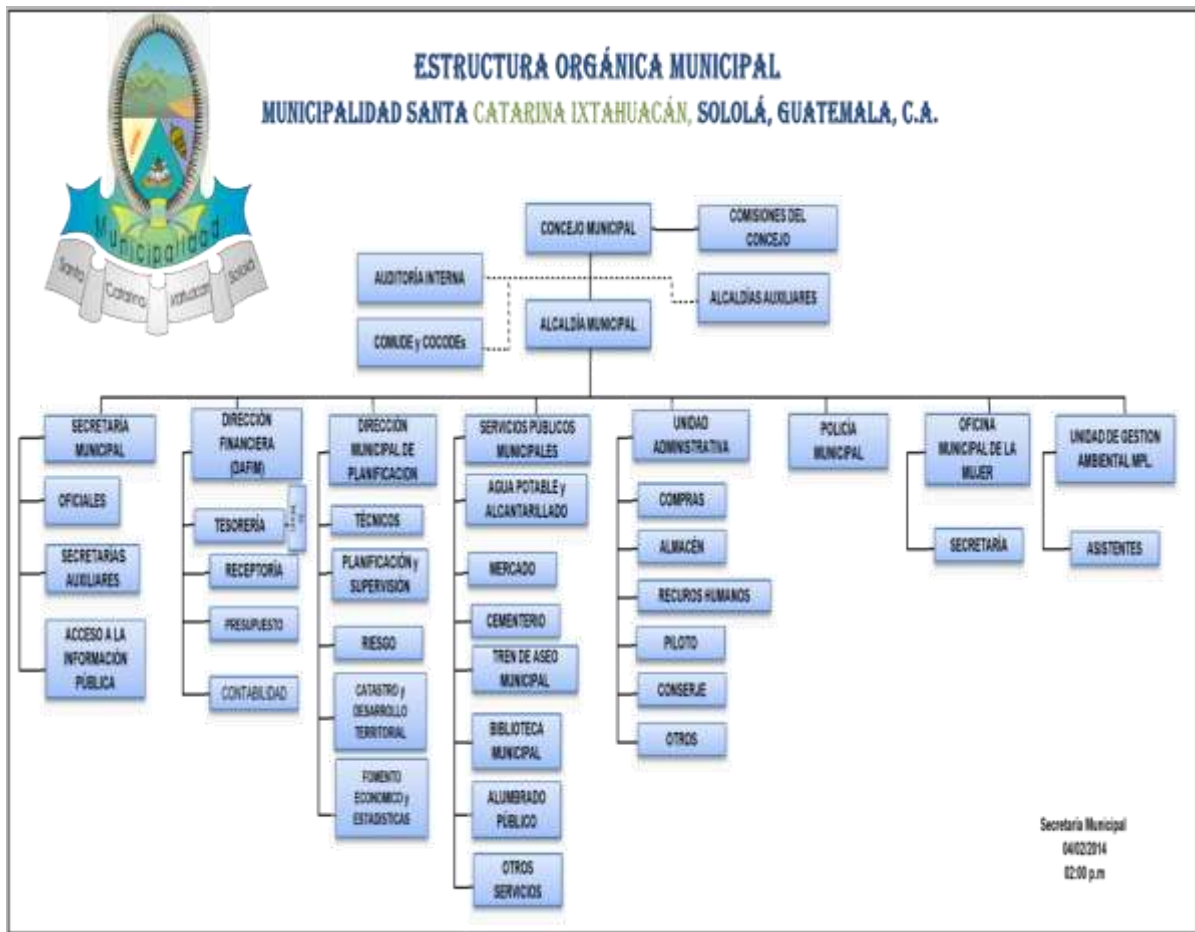 ESTRUCTURA ORGÁNICA MUNICIPAL
MUNICIPALIDAD SANTA CATARINA IXTAHUACÁN, SOLOLÁ, GUATEMALA, C.A.
Municipalidad
Santa Catarina Ixtahuacán Sololá
CONCEJO MUNICIPAL
COMISIONES DEL
CONCEJO
AUDITORÍA INTERNA
ALCALDÍAS AUXILIARES
COMUDE y COCODEs
ALCALDÍA MUNICIPAL
SECRETARÍA
MUNICIPAL
OFICIALES
SECRETARÍAS
AUXILIARES
ACCESO A LA
INFORMACIÓN
PÚBLICA
DIRECCIÓN
FINANCIERA
(DAFIM)
TESORERÍA
RECEPTORÍA
PRESUPUESTO
CONTABILIDAD
DIRECCIÓN
MUNICIPAL DE
PLANIFICACION
TÉCNICOS
PLANIFICACIÓN y
SUPERVISIÓN
RIESGO
CATASTRO y
DESARROLLO
TERRITORIAL
FOMENTO
ECONOMICO y
ESTADISTICAS
SERVICIOS PÚBLICOS
MUNICIPALES
AGUA POTABLE y
ALCANTARILLADO
MERCADO
CEMENTERIO
TREN DE ASEO
MUNICIPAL
BIBLIOTECA
MUNICIPAL
ALUMBRADO
PÚBLICO
OTROS
SERVICIOS
UNIDAD
ADMINISTRATIVA
COMPRAS
ALMACÉN
RECUROS HUMANOS
PILOTO
CONSERJE
OTROS
POLICÍA
MUNICIPAL
OFICINA
MUNICIPAL DE LA
MUJER
SECRETARÍA
UNIDAD DE GESTION
AMBIENTAL MPL.
ASISTENTES
Secretaría Municipal
04/02/2014
02:00 p.m